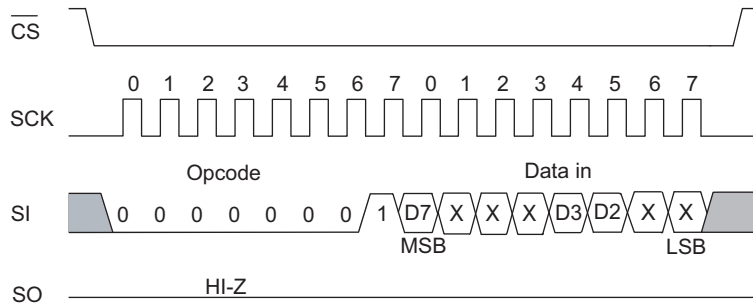 CS
0 1 2 3 4 5 6 7 0 1 2 3 4 5 6 7
SCK
Opcode Data in
SI 0 0 0 0 0 0 0 1 D7 X X X D3 D2 X X
MSB LSB
HI-Z
SO